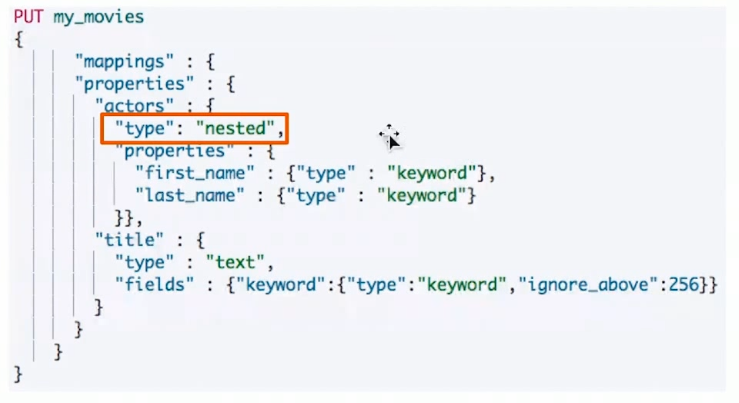 PUT my_movies
{
"mappings" : {
"properties" : {
"actors" : {
"type": "nested",
"properties" : {
"first_name" : {"type" : "keyword"},
"last_name" : {"type" : "keyword"}
}},
"title" : {
"type" : "text",
"fields" : {"keyword":{"type":"keyword","ignore_above":256}}
}
}
}
}